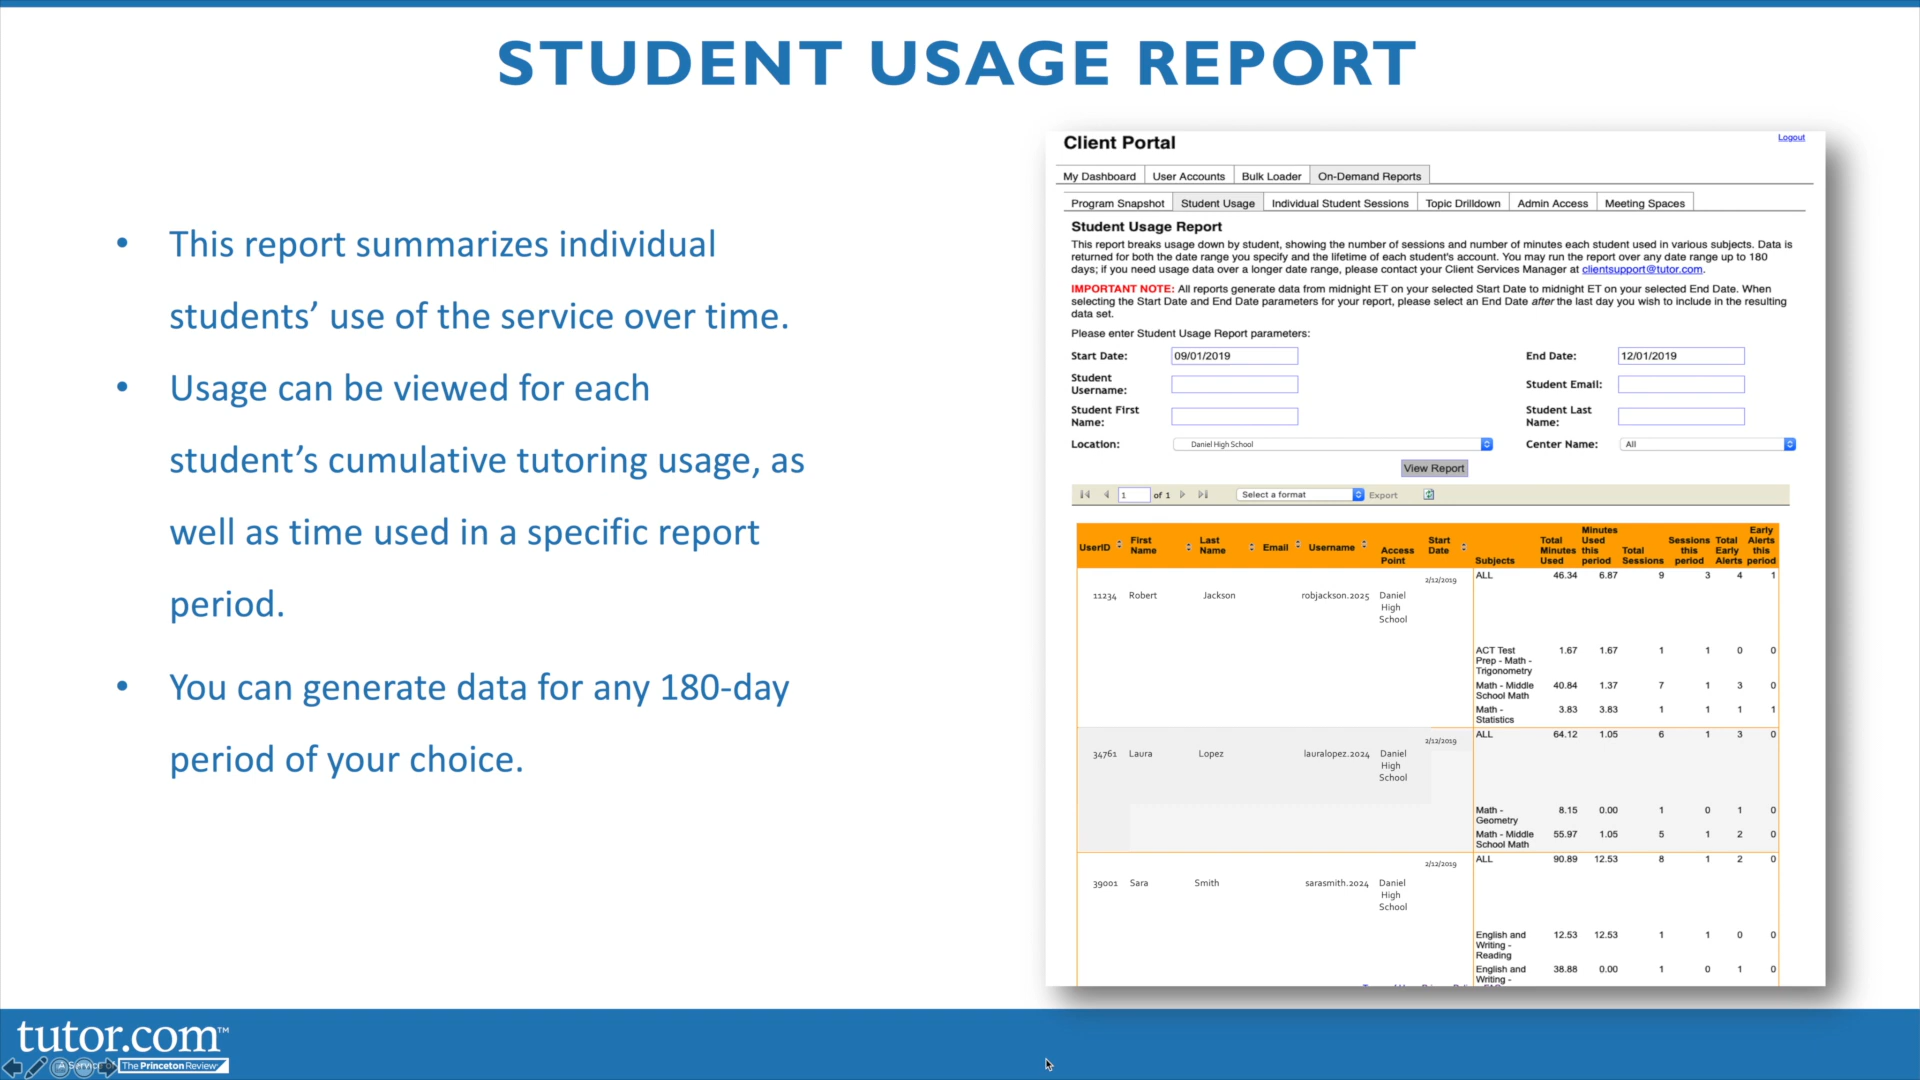 STUDENT USAGE REPORT
• This report summarizes individual
students’ use of the service over time.
• Usage can be viewed for each
student’s cumulative tutoring usage, as
well as time used in a specific report
period.
• You can generate data for any 180-day
period of your choice.
Client Portal
Logout
My Dashboard User Accounts Bulk Loader On-Demand Reports
Program Snapshot Student Usage Individual Student Sessions Topic Drilldown Admin Access Meeting Spaces
Student Usage Report
This report breaks usage down by student, showing the number of sessions and number of minutes each student used in various subjects. Data is
returned for both the date range you specify and the lifetime of each student's account. You may run the report over any date range up to 180
days; if you need usage data over a longer date range, please contact your Client Services Manager at clientsupport@tutor.com.
IMPORTANT NOTE: All reports generate data from midnight ET on your selected Start Date to midnight ET on your selected End Date. When
selecting the Start Date and End Date parameters for your report, please select an End Date after the last day you wish to include in the resulting
data set.
Please enter Student Usage Report parameters:
Start Date: 09/01/2019 End Date: 12/01/2019
Student
Username: Student Email:
Student First
Name: Student Last
Name:
Location: Daniel High School Center Name: All
View Report
1 of 1 Select a format Export
UserID First
Name Last
Name Email Username Access
Point Start
Date Subjects Total
Minutes
Used Minutes
Used
this
period Total
Sessions Sessions
this
period Total
Early
Alerts Early
Alerts
this
period
2/12/2019 ALL 46.34 6.87 9 3 4 1
11234 Robert Jackson robjackson.2025 Daniel
High
School
ACT Test
Prep - Math -
Trigonometry 1.67 1.67 1 1 0 0
Math - Middle
School Math 40.84 1.37 7 1 3 0
Math -
Statistics 3.83 3.83 1 1 1 1
2/12/2019 ALL 64.12 1.05 6 1 3 0
34761 Laura Lopez lauralopez.2024 Daniel
High
School
Math -
Geometry 8.15 0.00 1 0 1 0
Math - Middle
School Math 55.97 1.05 5 1 2 0
2/12/2019 ALL 90.89 12.53 8 1 2 0
39001 Sara Smith sarasmith.2024 Daniel
High
School
English and
Writing -
Reading 12.53 12.53 1 1 0 0
English and
Writing - 38.88 0.00 1 0 1 0
tutor.com™
A Service of The Princeton Review